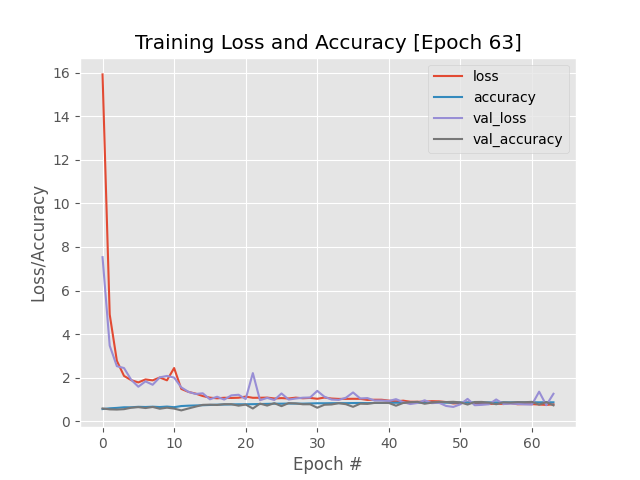 Training Loss and Accuracy [Epoch 63]
loss
accuracy
val_loss
val_accuracy
Loss/Accuracy
16
14
12
10
8
6
4
2
0
0
10
20
30
40
50
60
Epoch #